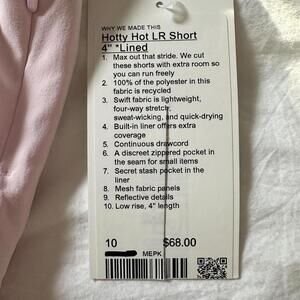 WHY WE MADE THIS
Hotty Hot LR Short
4" *Lined
1. Max out that stride. We cut
these shorts with extra room so
you can run freely
2. 100% of the polyester in this
fabric is recycled
3. Swift fabric is lightweight,
four-way stretch,
sweat-wicking, and quick-drying
4. Built-in liner offers extra
coverage
5. Continuous drawcord
6. A discreet zippered pocket in
the seam for small items
7. Secret stash pocket in the
liner
8. Mesh fabric panels
9. Reflective details
10. Low rise, 4" length
10 $68.00
MEPK